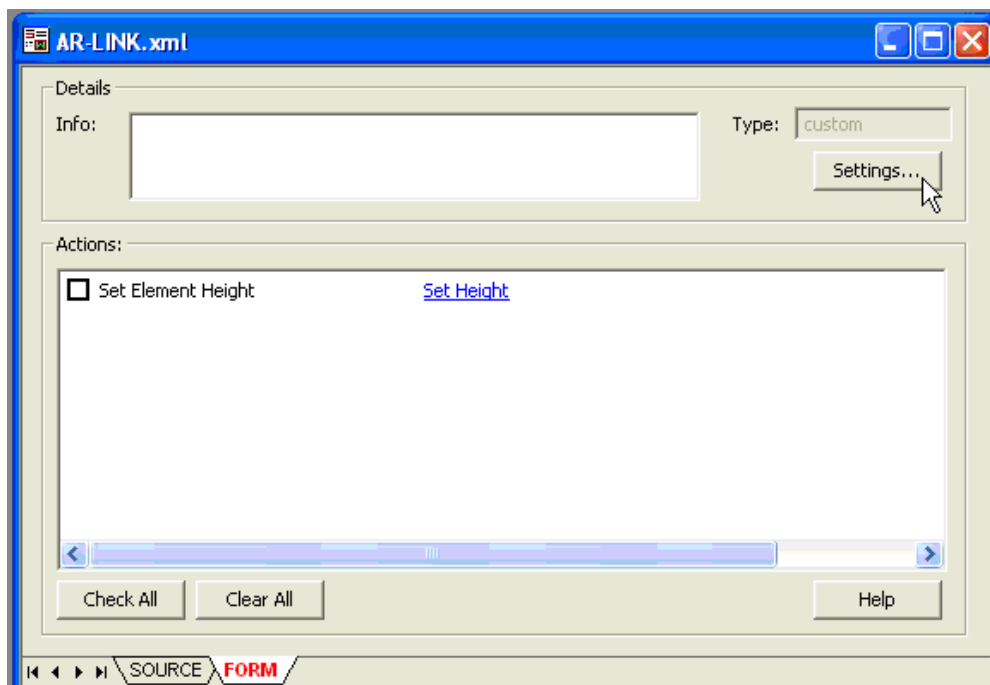 AR-LINK.xml
Details
Info:
Type: custom
Settings...
Actions:
Set Element Height Set Height
Check All Clear All Help
SOURCE FORM